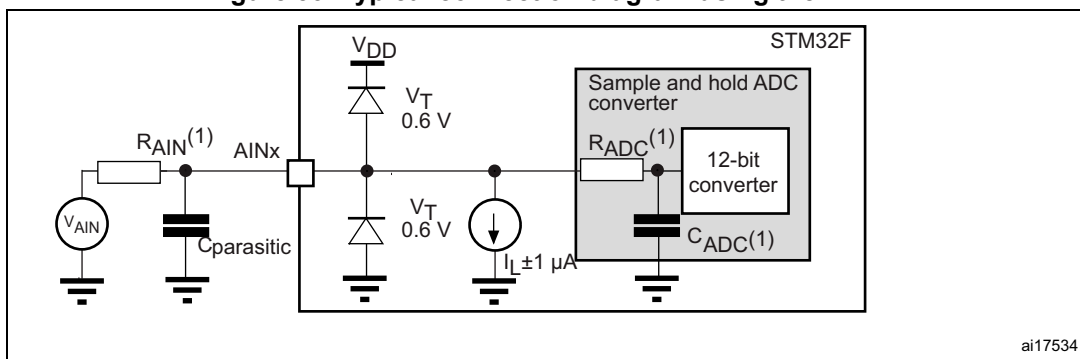 STM32F
VDD
Sample and hold ADC
converter
VT
0.6 V
RAIN(1)
AINx
RADC(1)
12-bit
converter
VAIN
Cparasitic
VT
0.6 V
IL±1 µA
CADC(1)
ai17534